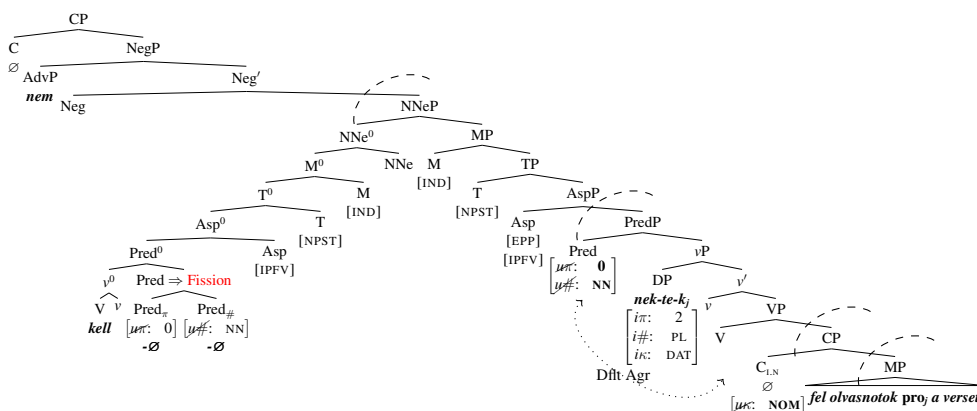 CP
C NegP
∅ AdvP Neg′
nem Neg NNeP
NNe⁰ MP
M⁰ NNe M TP
[IND]
T⁰ M T AspP
[IND] [NPST]
Asp⁰ T Asp PredP
[NPST] [EPP]
Pred⁰ Asp [IPFV] Pred vP
[IPFV] [uπ: 0
u#: NN]
v⁰ Pred ⇒ Fission DP v′
V v Predπ Pred# nek-te-kj v VP
kell [uπ: 0] [u#: NN] [iπ: 2
i#: PL
iκ: DAT]
-Ø -Ø
V CP
Dflt Agr C I.N MP
∅ fel olvasnotok proj a versek
[uκ: NOM]